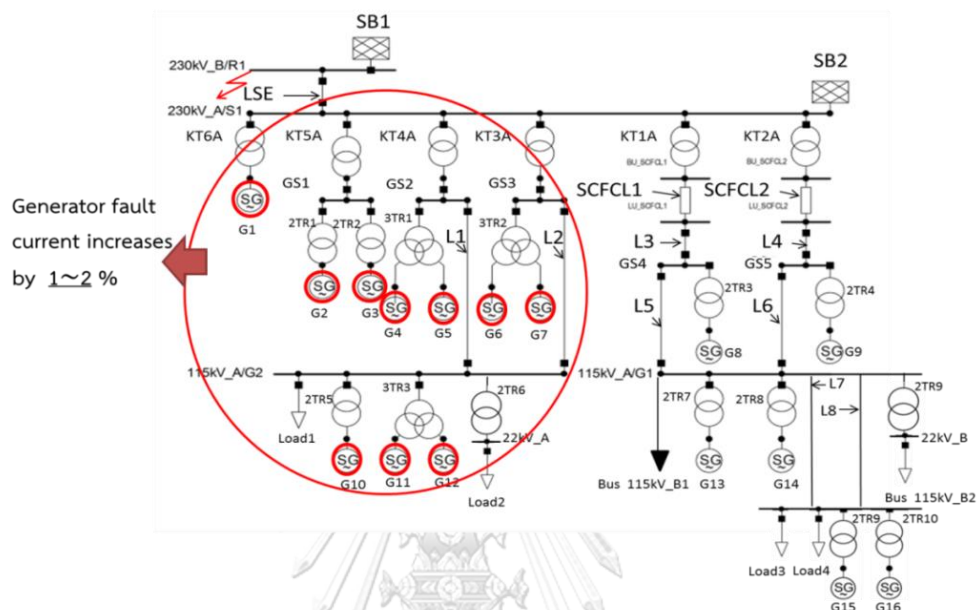 SB1
SB2
230kV_B/R1
LSE
230kV_A/S1
KT6A
KT5A
KT4A
KT3A
KT1A
KT2A
BU_SCFCL1
BU_SCFCL2
SCFCL1
SCFCL2
LU_SCFCL1
LU_SCFCL2
GS1
GS2
GS3
SG
G1
2TR1
2TR2
3TR1
3TR2
L1
L2
L3
L4
GS4
GS5
Generator fault
current increases
by 1~2 %
SG
G2
SG
G3
SG
G4
SG
G5
SG
G6
SG
G7
L5
L6
2TR3
2TR4
SG
G8
SG
G9
115kV_A/G2
115kV_A/G1
2TR5
3TR3
2TR6
2TR7
2TR8
L7
L8
2TR9
Load1
22kV_A
22kV_B
SG
G10
SG
G11
SG
G12
Load2
Bus 115kV_B1
SG
G13
SG
G14
Bus 115kV_B2
2TR9
2TR10
Load3
Load4
SG
G15
SG
G16